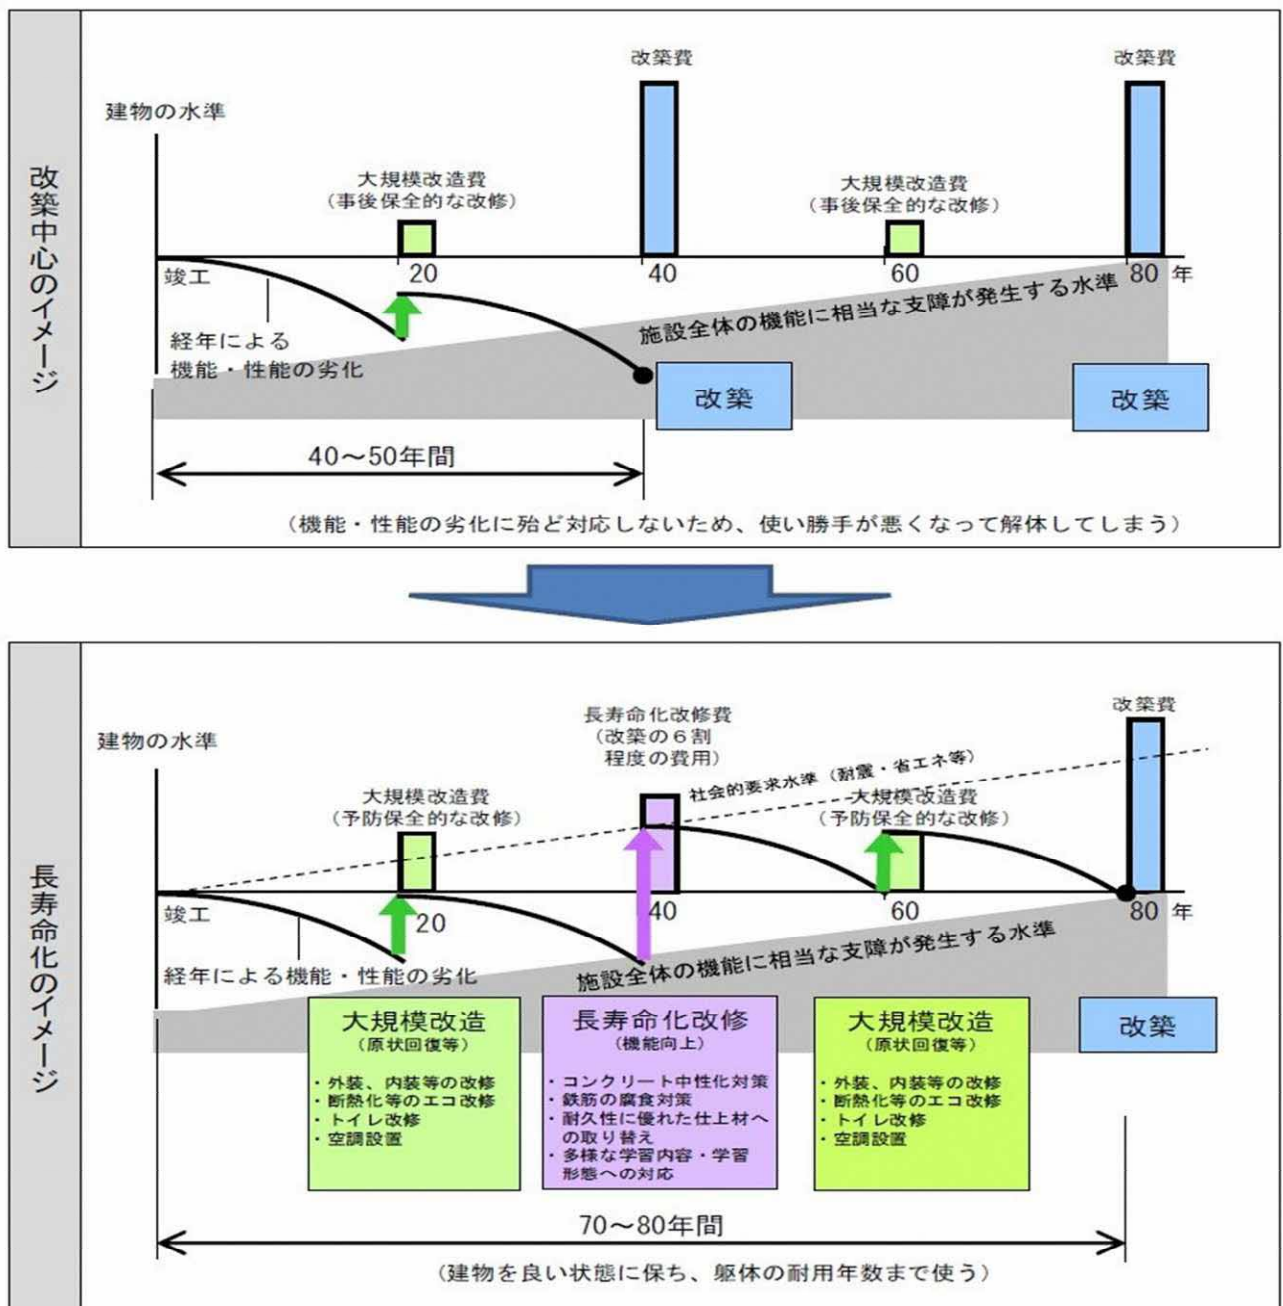 改築中心のイメージ
建物の水準
大規模改造費
（事後保全的な改修）
改築費
大規模改造費
（事後保全的な改修）
改築費
竣工
20
40
60
80 年
経年による
機能・性能の劣化
施設全体の機能に相当な支障が発生する水準
改築
改築
40～50年間
（機能・性能の劣化に殆ど対応しないため、使い勝手が悪くなって解体してしまう）
長寿命化のイメージ
建物の水準
大規模改造費
（予防保全的な改修）
長寿命化改修費
（改築の６割
程度の費用）
社会的要求水準（耐震・省エネ等）
大規模改造費
（予防保全的な改修）
改築費
竣工
20
40
60
80 年
経年による機能・性能の劣化
施設全体の機能に相当な支障が発生する水準
大規模改造
（原状回復等）
・外装、内装等の改修
・断熱化等のエコ改修
・トイレ改修
・空調設置
長寿命化改修
（機能向上）
・コンクリート中性化対策
・鉄筋の腐食対策
・耐久性に優れた仕上材へ
の取り替え
・多様な学習内容・学習
形態への対応
大規模改造
（原状回復等）
・外装、内装等の改修
・断熱化等のエコ改修
・トイレ改修
・空調設置
改築
70～80年間
（建物を良い状態に保ち、躯体の耐用年数まで使う）